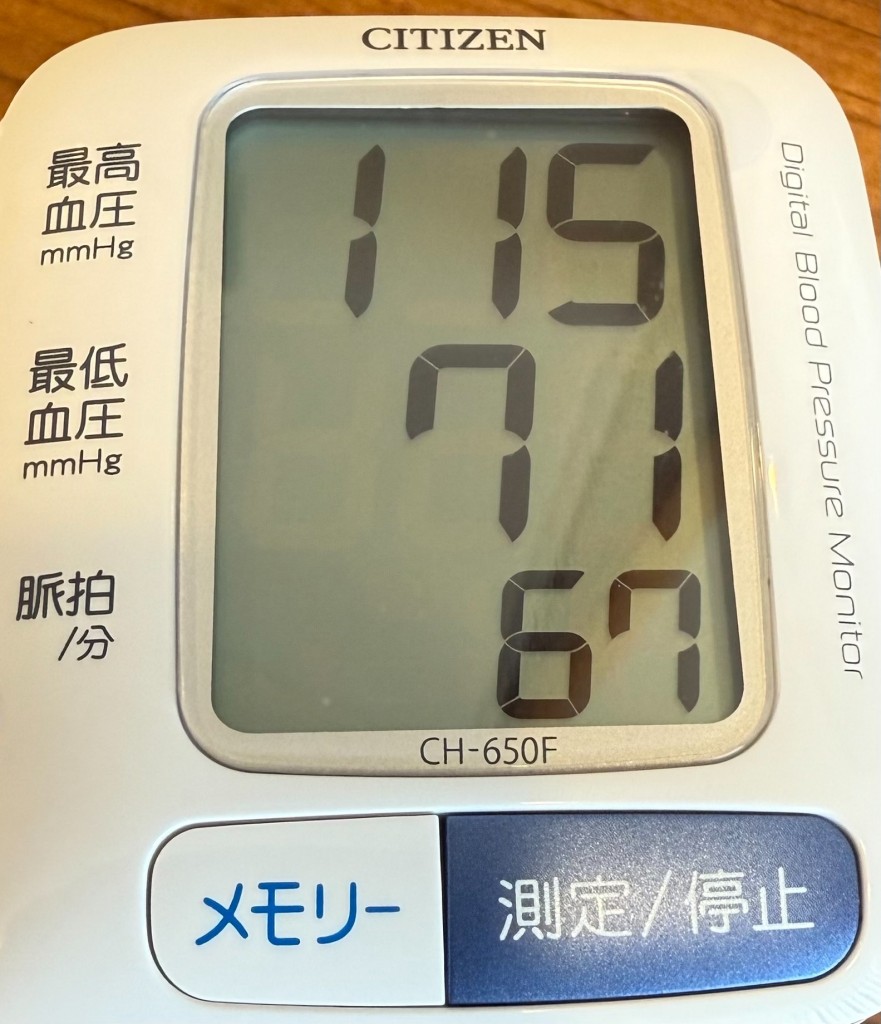 CITIZEN
最高
血圧
mmHg
115
最低
血圧
mmHg
71
脈拍
/分
67
Digital Blood Pressure Monitor
CH-650F
メモリー
測定/停止